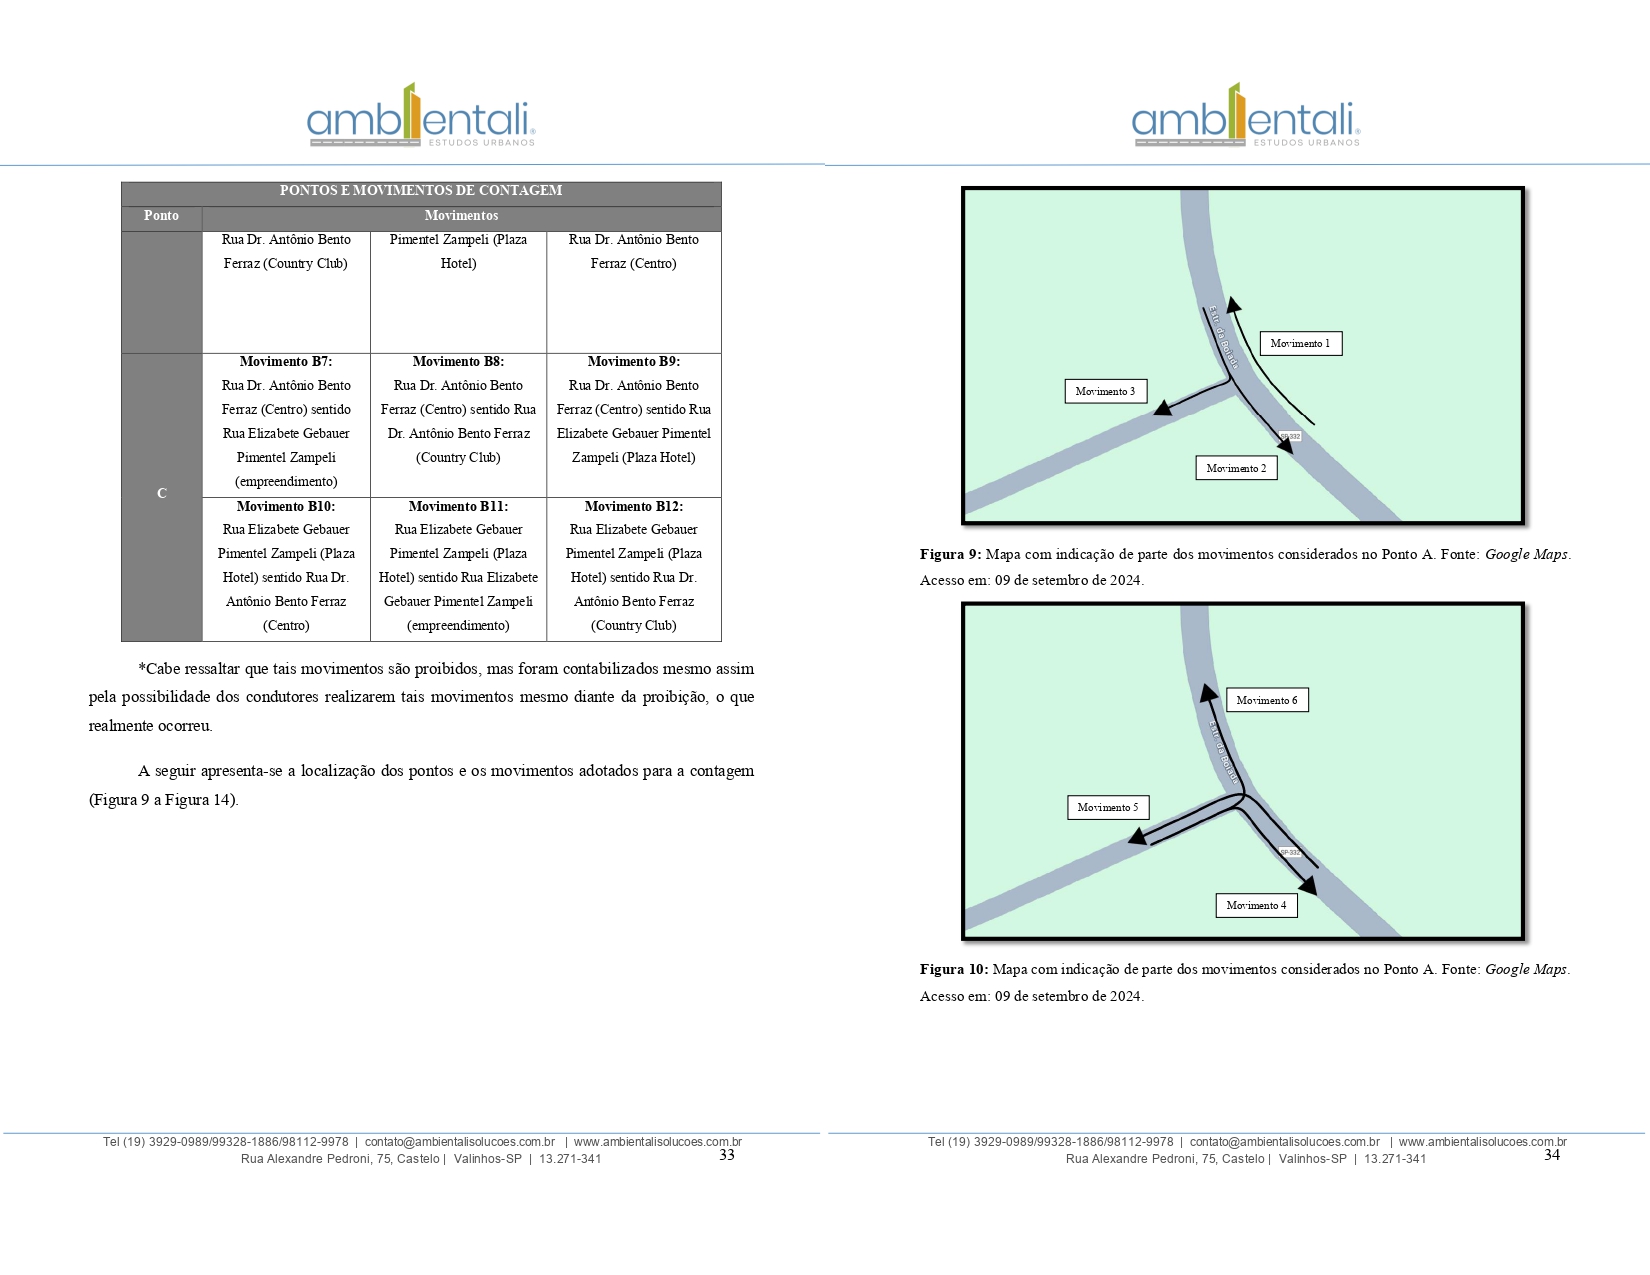 ambientali®
ESTUDOS URBANOS
PONTOS E MOVIMENTOS DE CONTAGEM
Ponto
Movimentos
Rua Dr. Antônio Bento
Ferraz (Country Club)
Pimentel Zampeli (Plaza
Hotel)
Rua Dr. Antônio Bento
Ferraz (Centro)
C
Movimento B7:
Rua Dr. Antônio Bento
Ferraz (Centro) sentido
Rua Elizabete Gebauer
Pimentel Zampeli
(empreendimento)
Movimento B8:
Rua Dr. Antônio Bento
Ferraz (Centro) sentido Rua
Dr. Antônio Bento Ferraz
(Country Club)
Movimento B9:
Rua Dr. Antônio Bento
Ferraz (Centro) sentido Rua
Elizabete Gebauer Pimentel
Zampeli (Plaza Hotel)
Movimento B10:
Rua Elizabete Gebauer
Pimentel Zampeli (Plaza
Hotel) sentido Rua Dr.
Antônio Bento Ferraz
(Centro)
Movimento B11:
Rua Elizabete Gebauer
Pimentel Zampeli (Plaza
Hotel) sentido Rua Elizabete
Gebauer Pimentel Zampeli
(empreendimento)
Movimento B12:
Rua Elizabete Gebauer
Pimentel Zampeli (Plaza
Hotel) sentido Rua Dr.
Antônio Bento Ferraz
(Country Club)
*Cabe ressaltar que tais movimentos são proibidos, mas foram contabilizados mesmo assim
pela possibilidade dos condutores realizarem tais movimentos mesmo diante da proibição, o que
realmente ocorreu.
A seguir apresenta-se a localização dos pontos e os movimentos adotados para a contagem
(Figura 9 a Figura 14).
Tel (19) 3929-0989/99328-1886/98112-9978 | contato@ambientalisolucoes.com.br | www.ambientalisolucoes.com.br
Rua Alexandre Pedroni, 75, Castelo | Valinhos-SP | 13.271-341
33
ambientali®
ESTUDOS URBANOS
Estr. da Boiada
Movimento 1
Movimento 3
SP-332
Movimento 2
Figura 9: Mapa com indicação de parte dos movimentos considerados no Ponto A. Fonte: Google Maps.
Acesso em: 09 de setembro de 2024.
Movimento 6
Estr. da Boiada
Movimento 5
SP-332
Movimento 4
Figura 10: Mapa com indicação de parte dos movimentos considerados no Ponto A. Fonte: Google Maps.
Acesso em: 09 de setembro de 2024.
Tel (19) 3929-0989/99328-1886/98112-9978 | contato@ambientalisolucoes.com.br | www.ambientalisolucoes.com.br
Rua Alexandre Pedroni, 75, Castelo | Valinhos-SP | 13.271-341
34